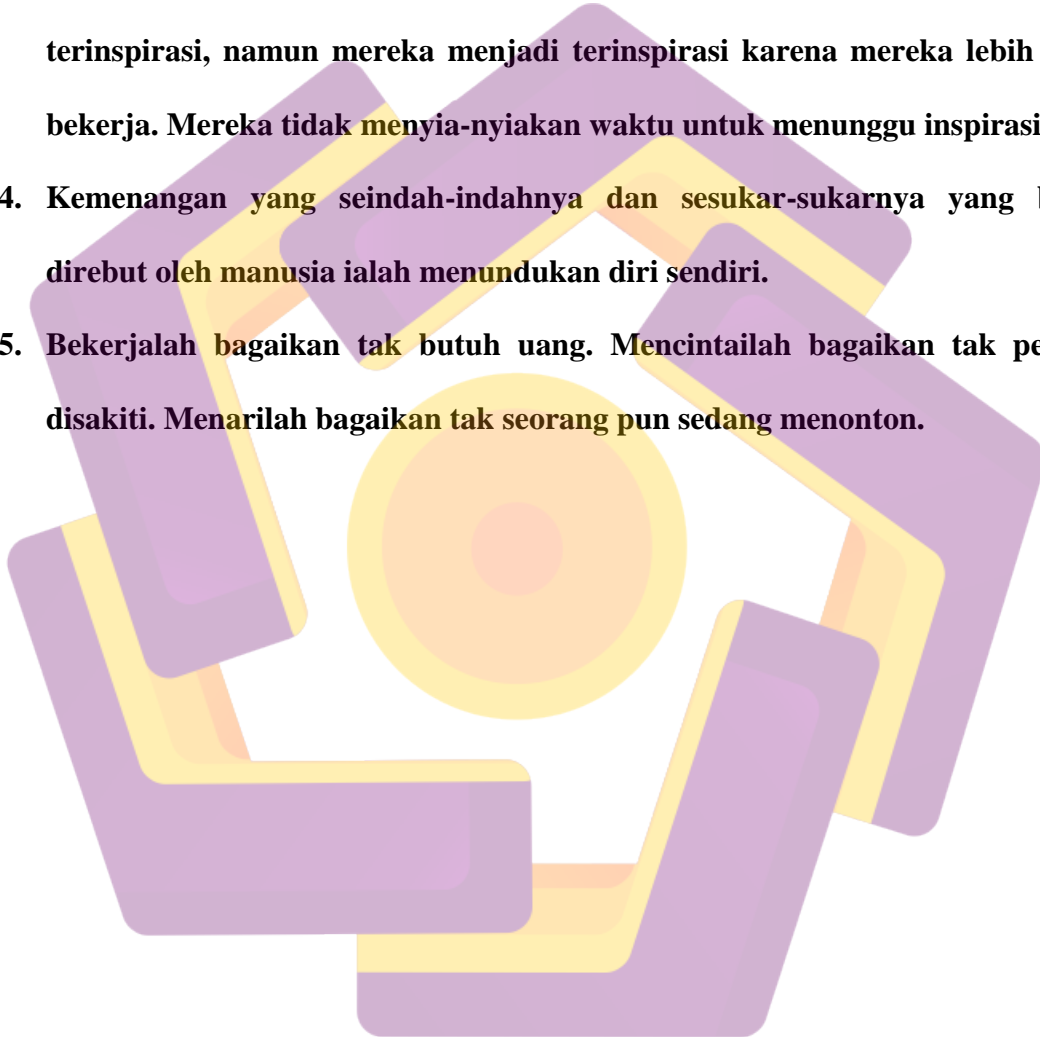 terinspirasi, namun mereka menjadi terinspirasi karena mereka lebih
bekerja. Mereka tidak menyia-nyiakan waktu untuk menunggu inspirasi
4. Kemenangan yang seindah-indahnya dan sesukar-sukarnya yang
direbut oleh manusia ialah menundukan diri sendiri.
5. Bekerjalah bagaikan tak butuh uang. Mencintailah bagaikan tak
disakiti. Menarilah bagaikan tak seorang pun sedang menonton.